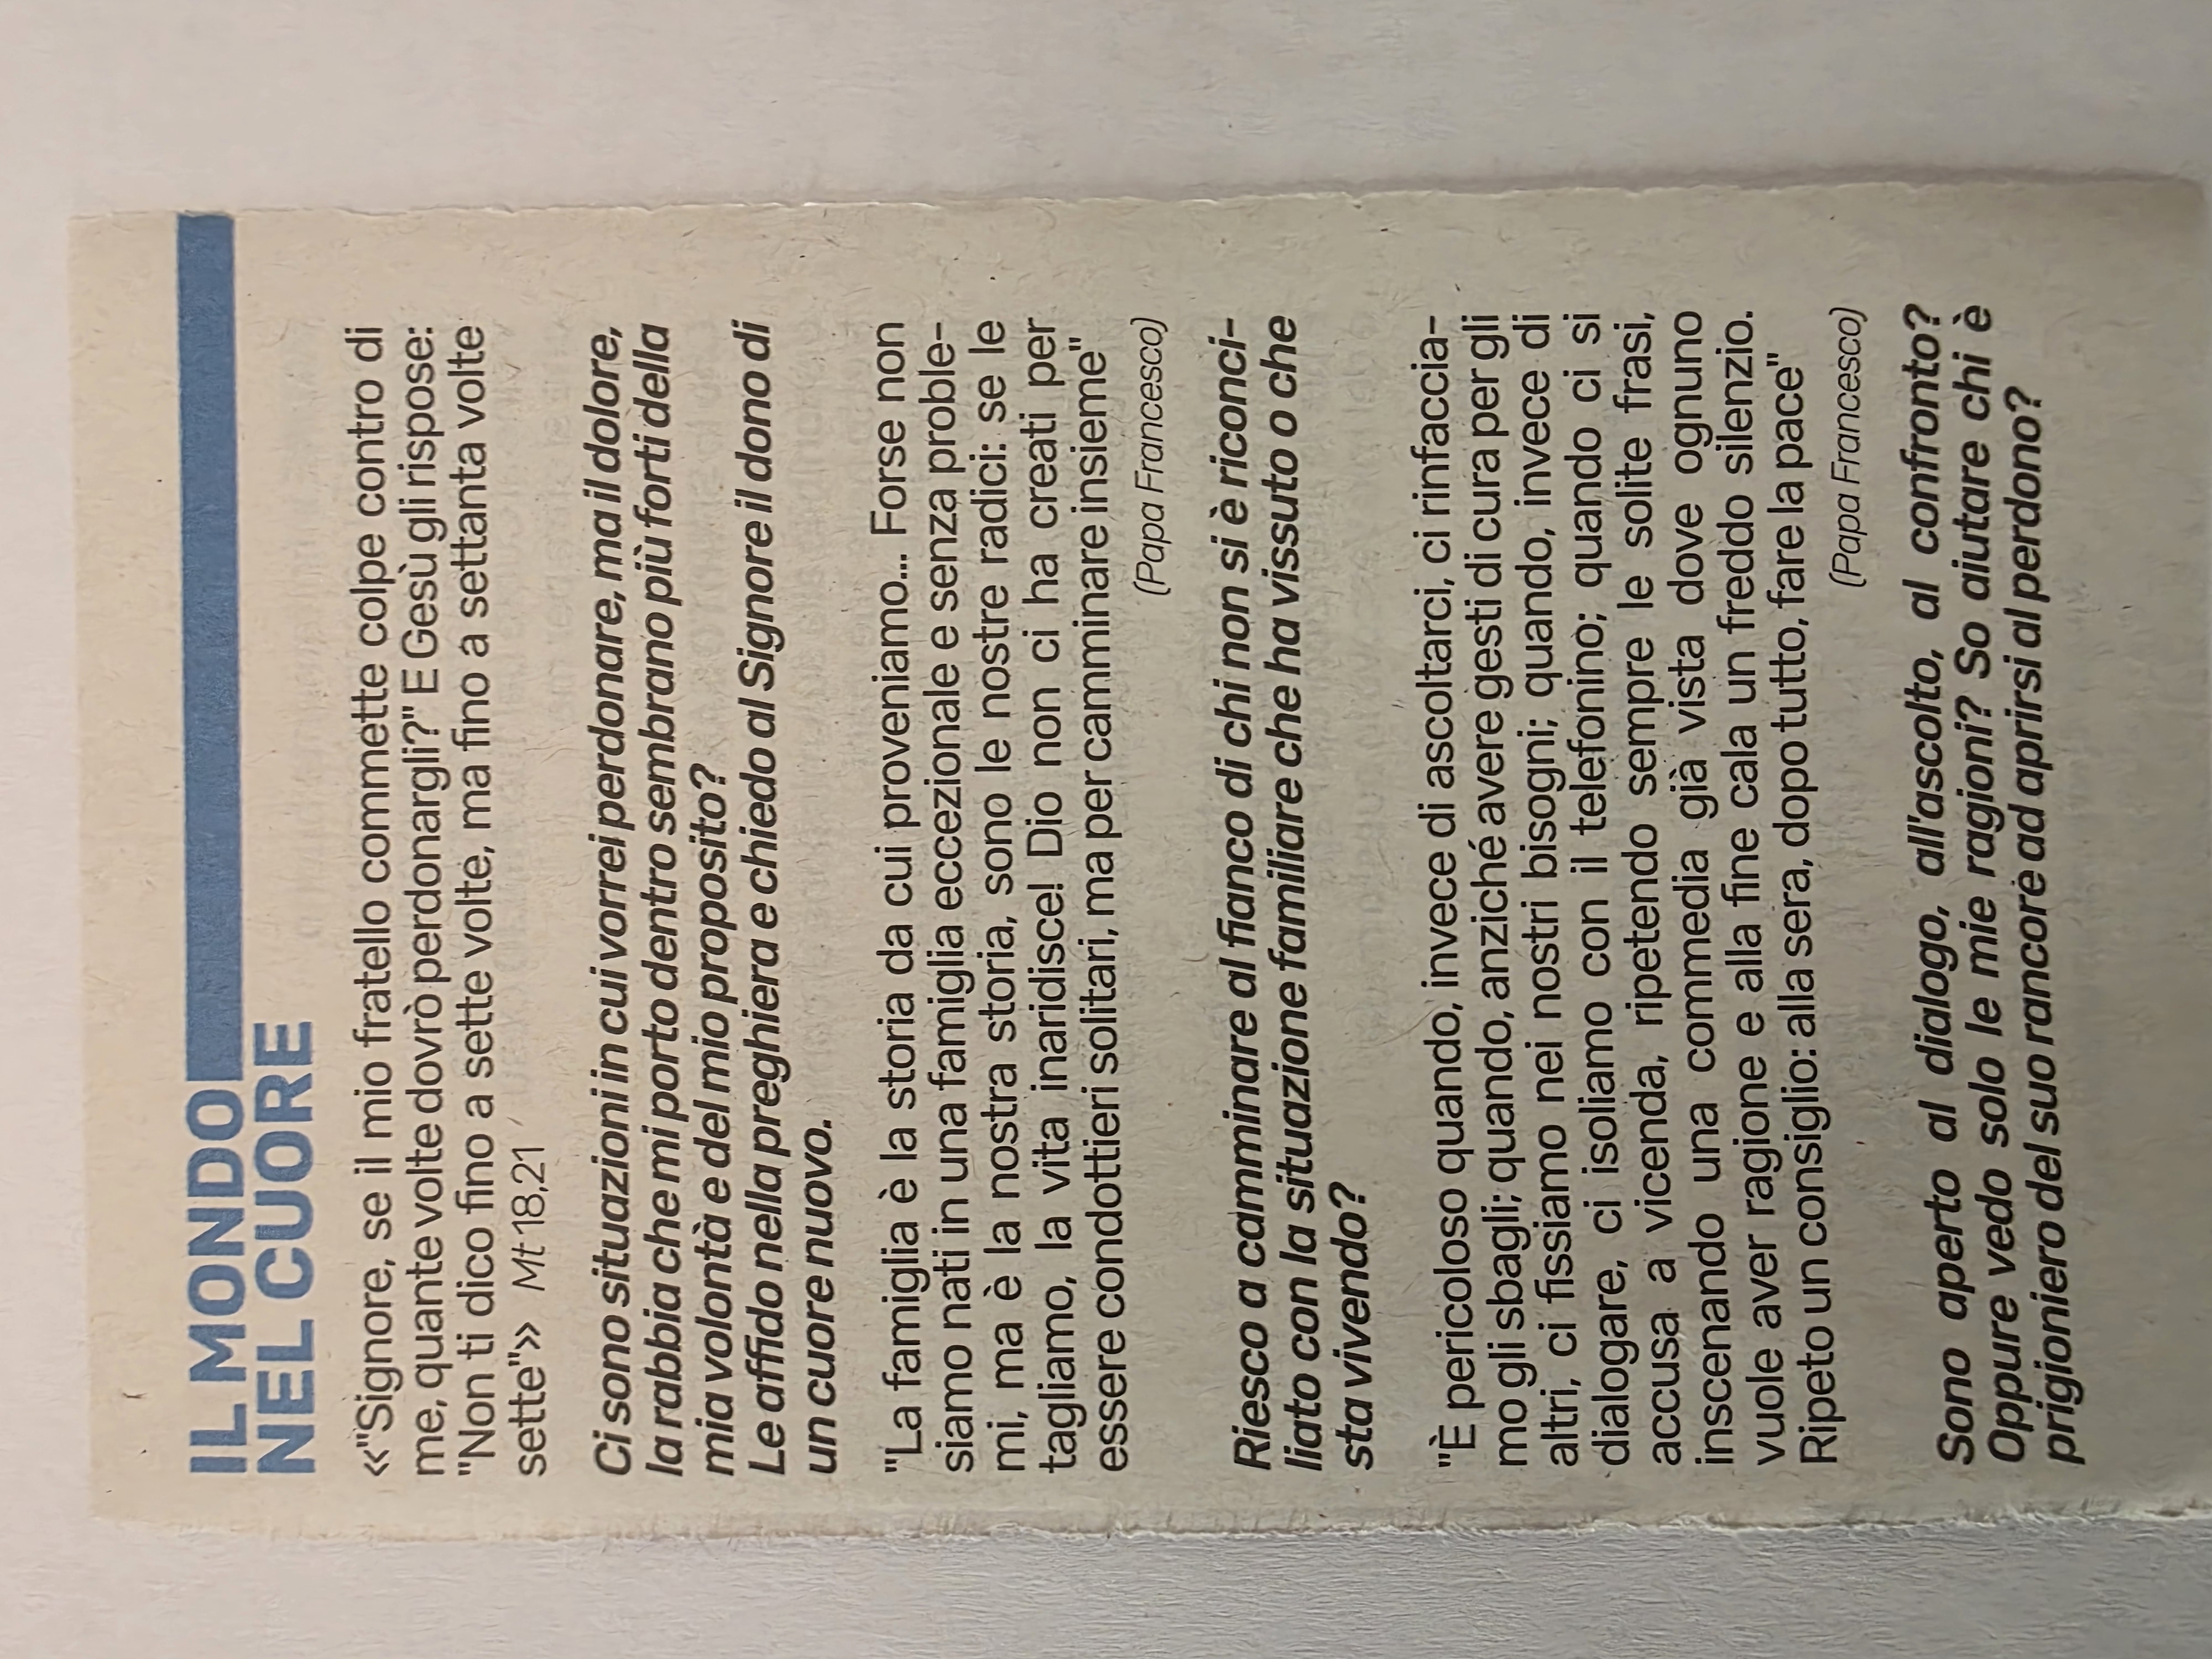 IL MONDO
NEL CUORE
«"Signore, se il mio fratello commette colpe contro di
me, quante volte dovrò perdonargli?" E Gesù gli rispose:
"Non ti dico fino a sette volte, ma fino a settanta volte
sette"» Mt 18,21
Ci sono situazioni in cui vorrei perdonare, ma il dolore,
la rabbia che mi porto dentro sembrano più forti della
mia volontà e del mio proposito?
Le affido nella preghiera e chiedo al Signore il dono di
un cuore nuovo.
"La famiglia è la storia da cui proveniamo... Forse non
siamo nati in una famiglia eccezionale e senza proble-
mi, ma è la nostra storia, sono le nostre radici: se le
tagliamo, la vita inaridisce! Dio non ci ha creati per
essere condottieri solitari, ma per camminare insieme"
(Papa Francesco)
Riesco a camminare al fianco di chi non si è riconci-
liato con la situazione familiare che ha vissuto o che
sta vivendo?
"È pericoloso quando, invece di ascoltarci, ci rinfaccia-
mo gli sbagli; quando, anziché avere gesti di cura per gli
altri, ci fissiamo nei nostri bisogni; quando, invece di
dialogare, ci isoliamo con il telefonino; quando ci si
accusa a vicenda, ripetendo sempre le solite frasi,
inscenando una commedia già vista dove ognuno
vuole aver ragione e alla fine cala un freddo silenzio.
Ripeto un consiglio: alla sera, dopo tutto, fare la pace"
(Papa Francesco)
Sono aperto al dialogo, all'ascolto, al confronto?
Oppure vedo solo le mie ragioni? So aiutare chi è
prigioniero del suo rancore ad aprirsi al perdono?